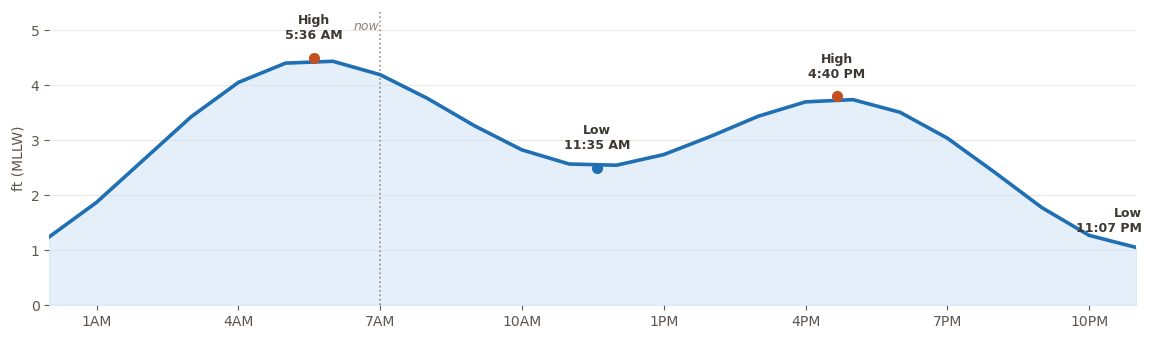 High
5:36 AM
now
High
4:40 PM
Low
11:35 AM
Low
11:07 PM
ft (MLLW)
5
4
3
2
1
0
1AM
4AM
7AM
10AM
1PM
4PM
7PM
10PM